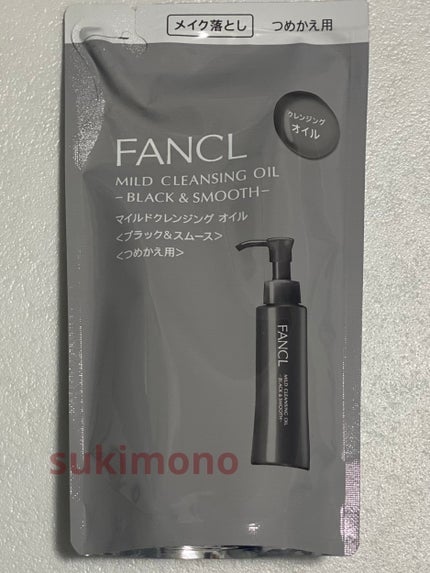 メイク落とし つめかえ用
クレンジング
オイル
FANCL
MILD CLEANSING OIL
-BLACK & SMOOTH-
マイルドクレンジング オイル
<ブラック&スムース>
<つめかえ用>
FANCL
MILD CLEANSING OIL
-BLACK & SMOOTH-
sukimono